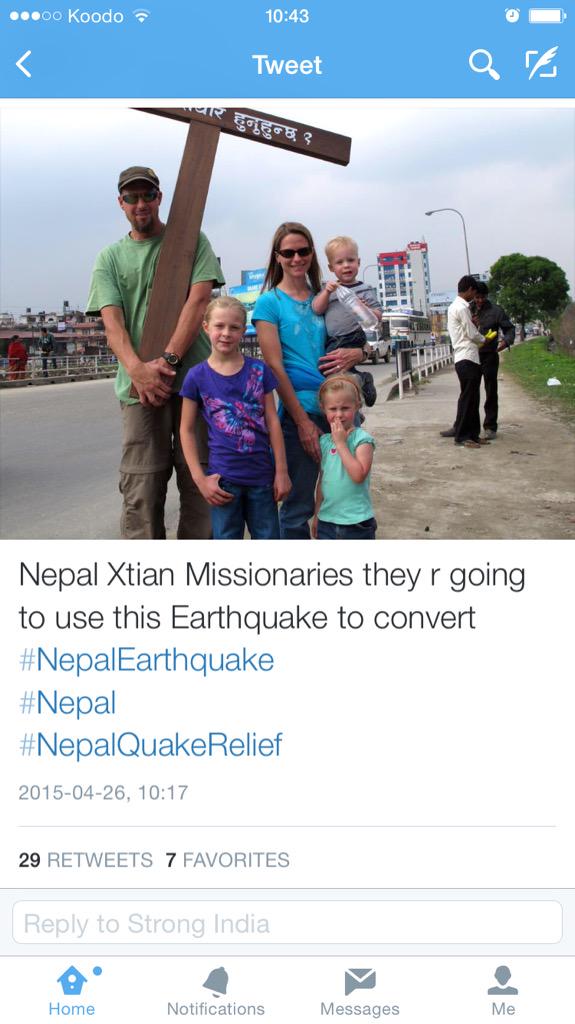 Koodo
10:43
Tweet
हुनुहुन्छ ?
Nepal Xtian Missionaries they r going
to use this Earthquake to convert
#NepalEarthquake
#Nepal
#NepalQuakeRelief
2015-04-26, 10:17
29 RETWEETS 7 FAVORITES
Reply to Strong India
Home Notifications Messages Me